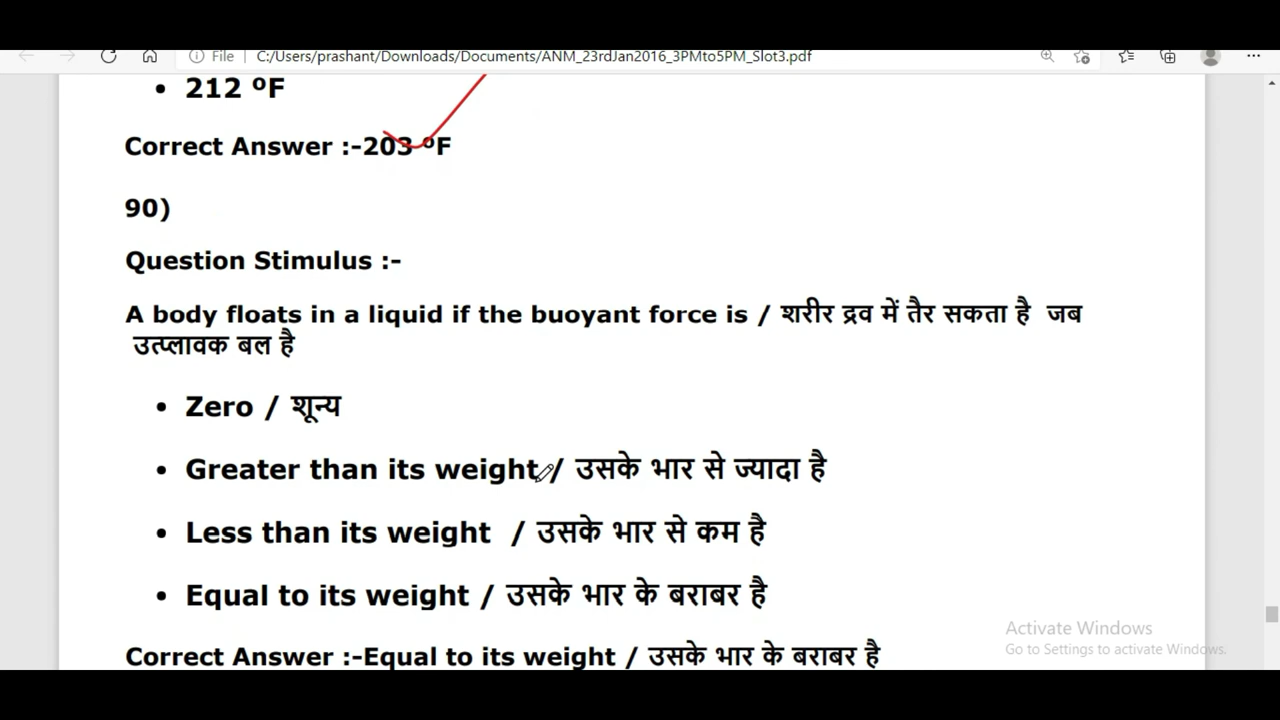 File | C:/Users/prashant/Downloads/Documents/ANM_23rdJan2016_3PMto5PM_Slot3.pdf
• 212 ºF
Correct Answer :-203 ºF
90)
Question Stimulus :-
A body floats in a liquid if the buoyant force is / शरीर द्रव में तैर सकता है जब
उत्प्लावक बल है
• Zero / शून्य
• Greater than its weight / उसके भार से ज्यादा है
• Less than its weight / उसके भार से कम है
• Equal to its weight / उसके भार के बराबर है
Activate Windows
Go to Settings to activate Windows.
Correct Answer :-Equal to its weight / उसके भार के बराबर है